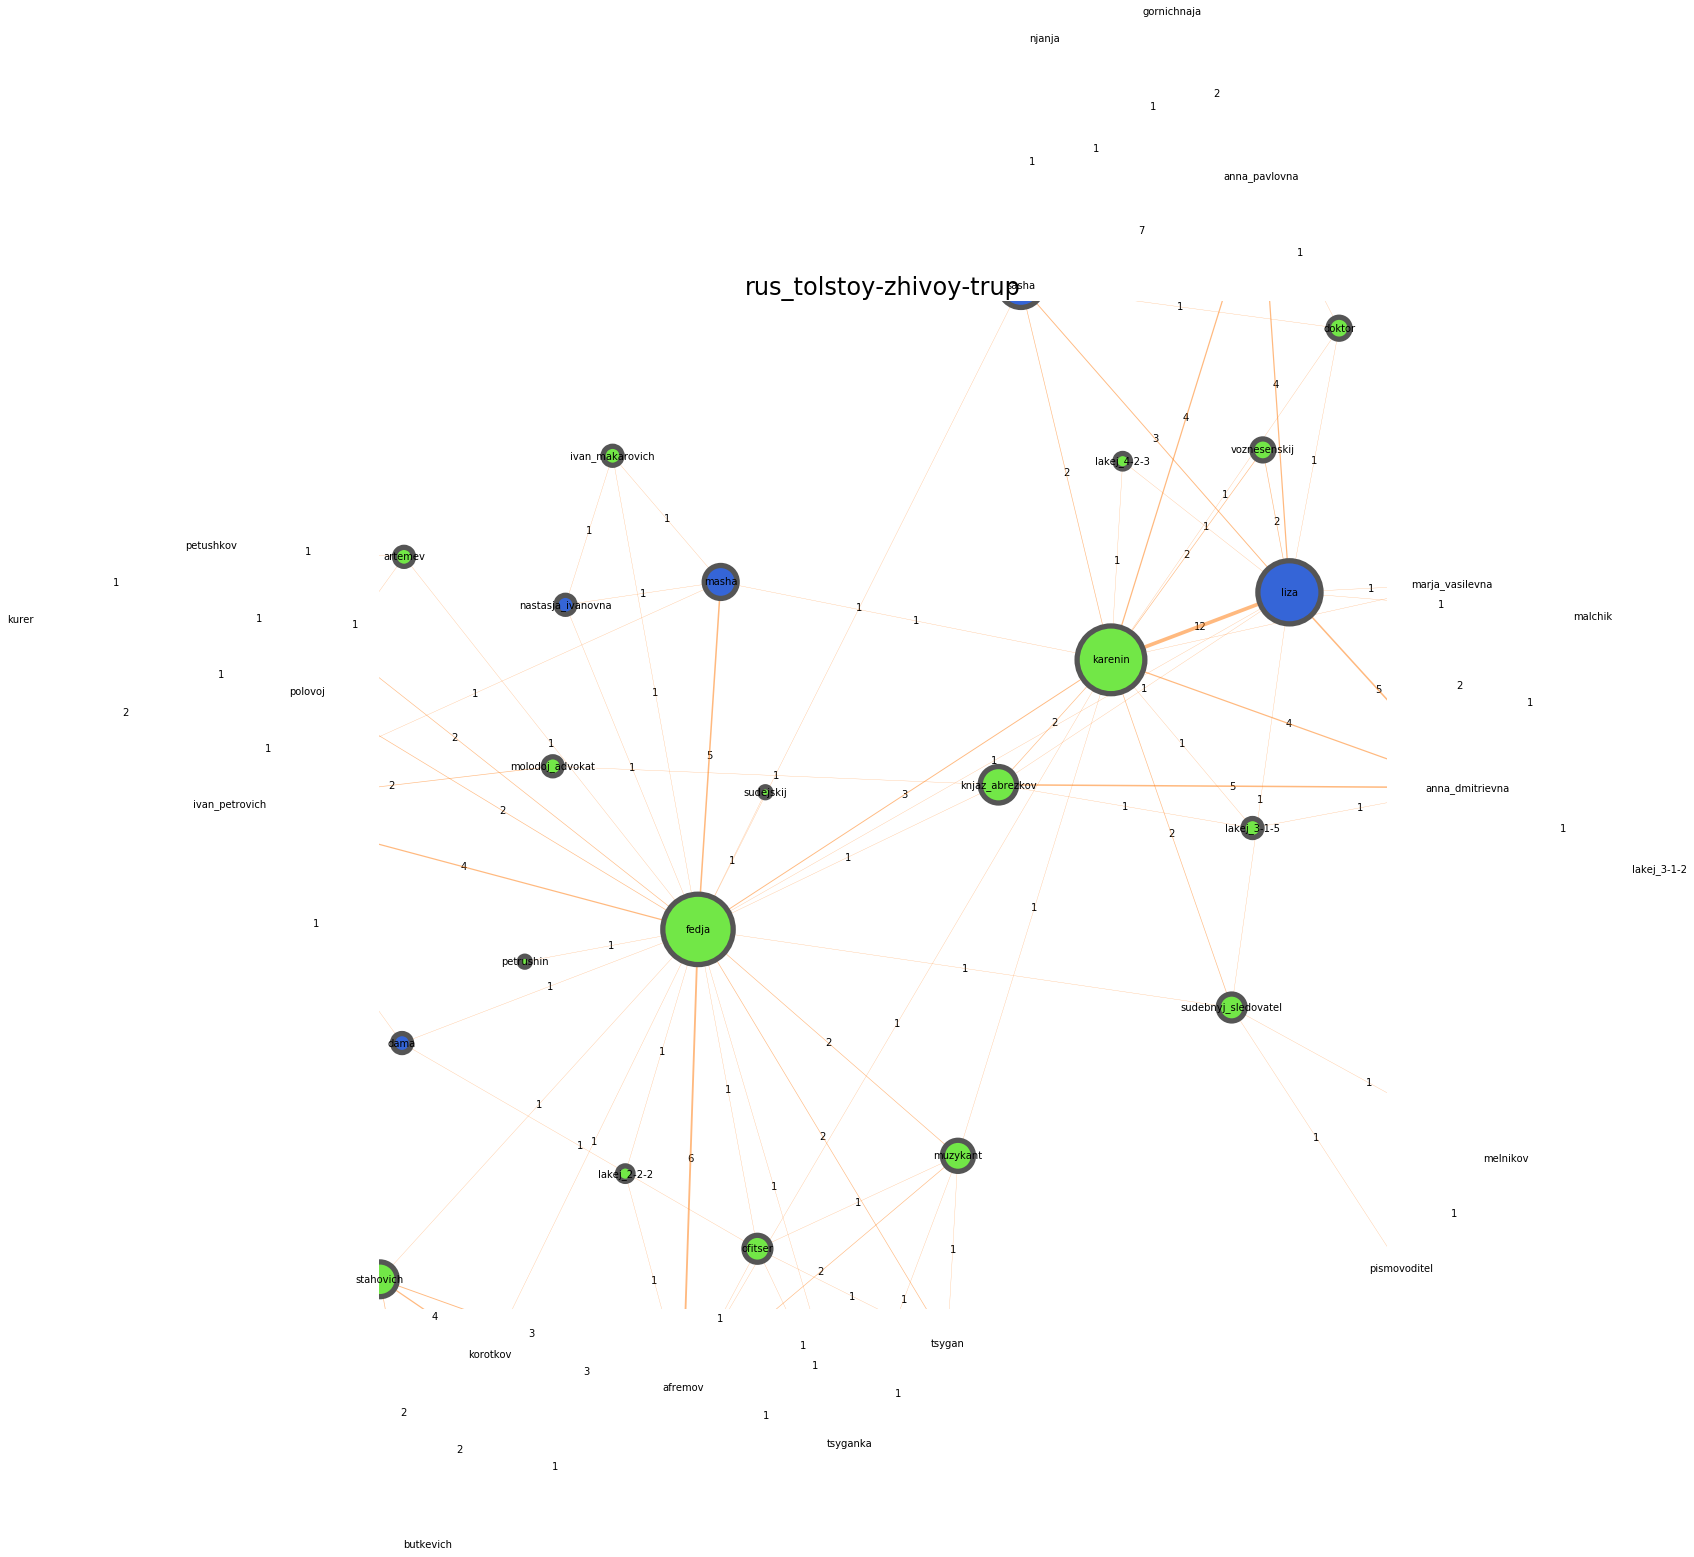 gornichnaja
njanja
2
1
1
1
anna_pavlovna
7
1
rus_tolstoy-zhivoy-trup
sasha
1
doktor
4
4
3
voznesenskij
ivan_makarovich
lakej_4-2-3
1
2
1
1
2
1
1
1
petushkov
1
artemev
2
1
1
masha
marja_vasilevna
1
liza
1
1
nastasja_ivanovna
1
1
malchik
1
kurer
1
1
1
12
karenin
1
1
2
5
polovoj
1
1
1
2
2
4
2
1
1
5
1
1
molodoj_advokat
1
1
knjaz_abrezkov
2
5
anna_dmitrievna
sudejskij
3
1
ivan_petrovich
1
1
2
lakej_3-1-5
1
2
1
1
4
lakej_3-1-2
1
1
fedja
1
petrushin
1
1
sudebnyj_sledovatel
1
1
dama
2
1
1
1
1
2
1
1
1
muzykant
6
melnikov
lakej_2-2-2
1
1
1
ofitser
1
pismovoditel
2
stahovich
1
1
1
4
1
3
tsygan
1
korotkov
1
3
afremov
1
2
1
tsyganka
2
1
butkevich